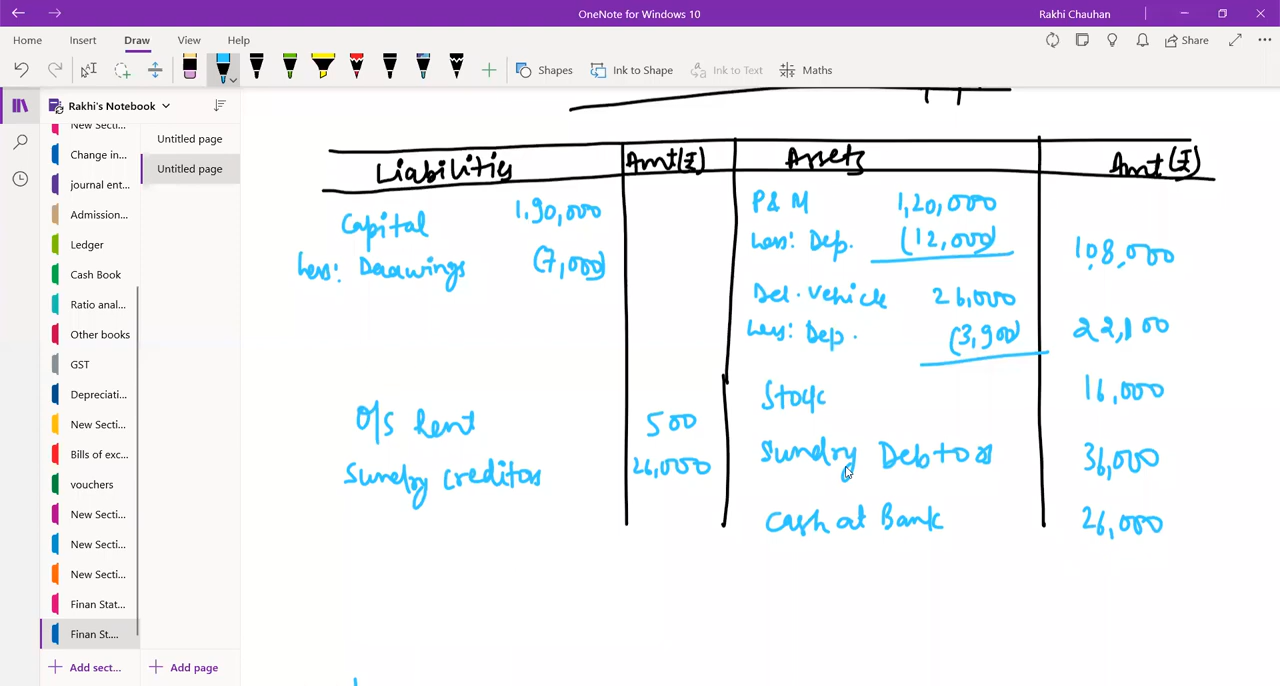 OneNote for Windows 10
Rakhi Chauhan
Home Insert Draw View Help
Share
Shapes Ink to Shape Ink to Text Maths
Rakhi's Notebook
New Secti...
Change in...
journal ent...
Admission...
Ledger
Cash Book
Ratio anal...
Other books
GST
Depreciati...
New Secti...
Bills of exc...
vouchers
New Secti...
New Secti...
New Secti...
Finan Stat...
Finan St....
Add sect...
Untitled page
Untitled page
Add page
Liabilities Amt(₹) Assets Amt(₹)
Capital 1,90,000
Less: Drawings (7,000)
O/S Rent 500
Sundry Creditors 26,000
P & M 1,20,000
Less: Dep. (12,000) 108,000
Del. Vehicle 26,000
Less: Dep. (3,900) 22,100
Stock 16,000
Sundry Debtors 36,000
Cash at Bank 26,000